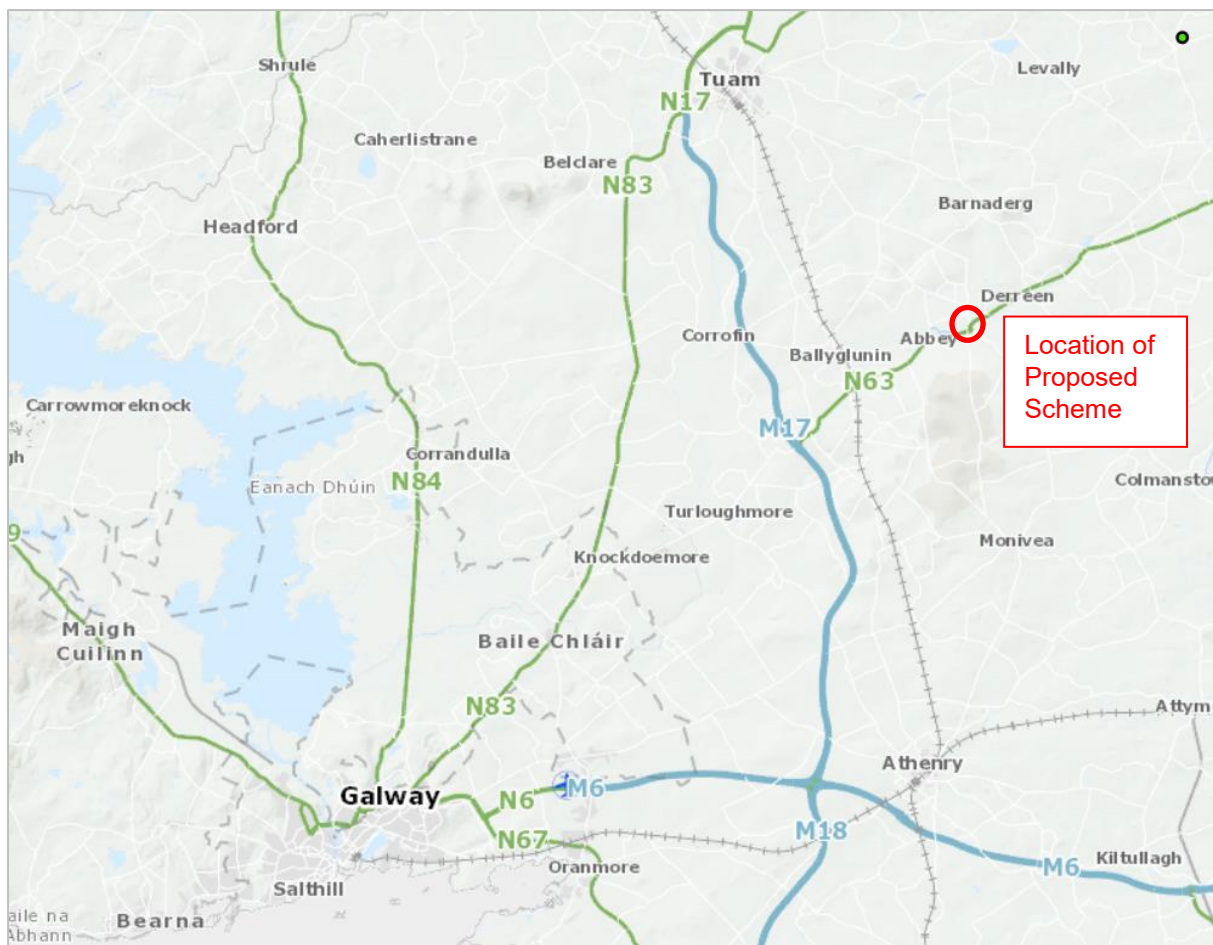 Shrule
Tuam
Levally
N17
Caherlistrane
Belclare
N83
Barnaderg
Headford
Derreen
Corrofin
Abbey
Ballyglunin
Location of
Proposed
Scheme
N63
Carrowmoreknock
M17
gh
Corrandulla
N84
Eanach Dhúin
Colmanstow
Turloughmore
9
Knockdoemore
Monivea
Maigh
Cuilinn
Baile Chláir
N83
Attym
Athenry
Galway
N6
M6
M18
N67
Oranmore
Kiltullagh
M6
Salthill
Bearna
aile na
Abhann